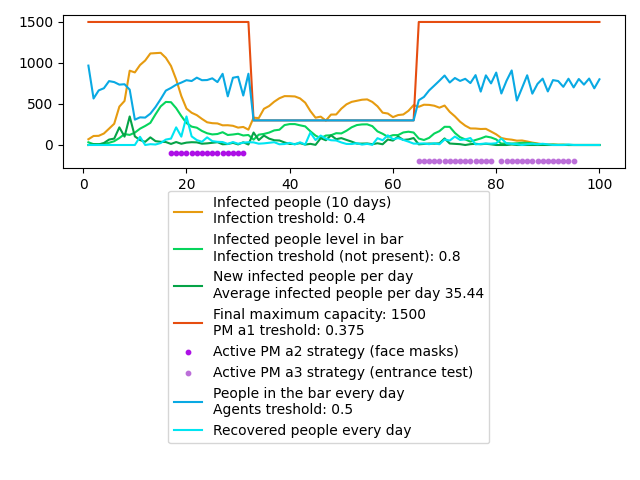 1500
1000
500
0
0 20 40 60 80 100
Infected people (10 days)
Infection treshold: 0.4
Infected people level in bar
Infection treshold (not present): 0.8
New infected people per day
Average infected people per day 35.44
Final maximum capacity: 1500
PM a1 treshold: 0.375
Active PM a2 strategy (face masks)
Active PM a3 strategy (entrance test)
People in the bar every day
Agents treshold: 0.5
Recovered people every day